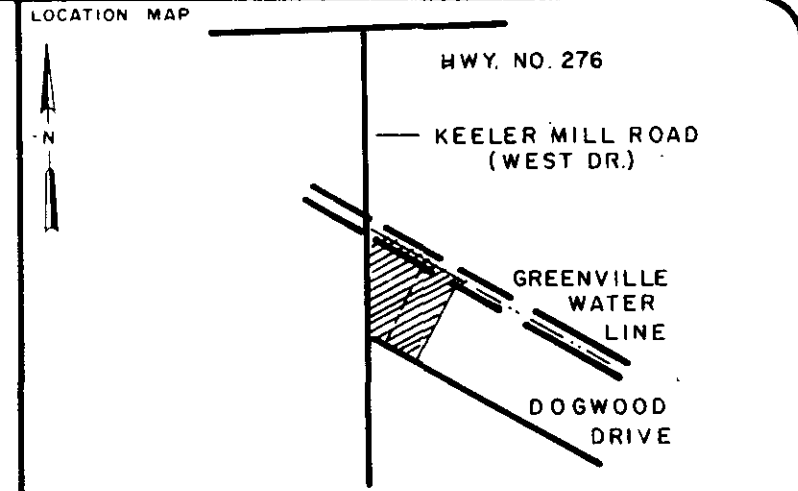 LOCATION MAP
HWY. NO. 276
N
KEELER MILL ROAD
(WEST DR.)
GREENVILLE
WATER
LINE
DOGWOOD
DRIVE